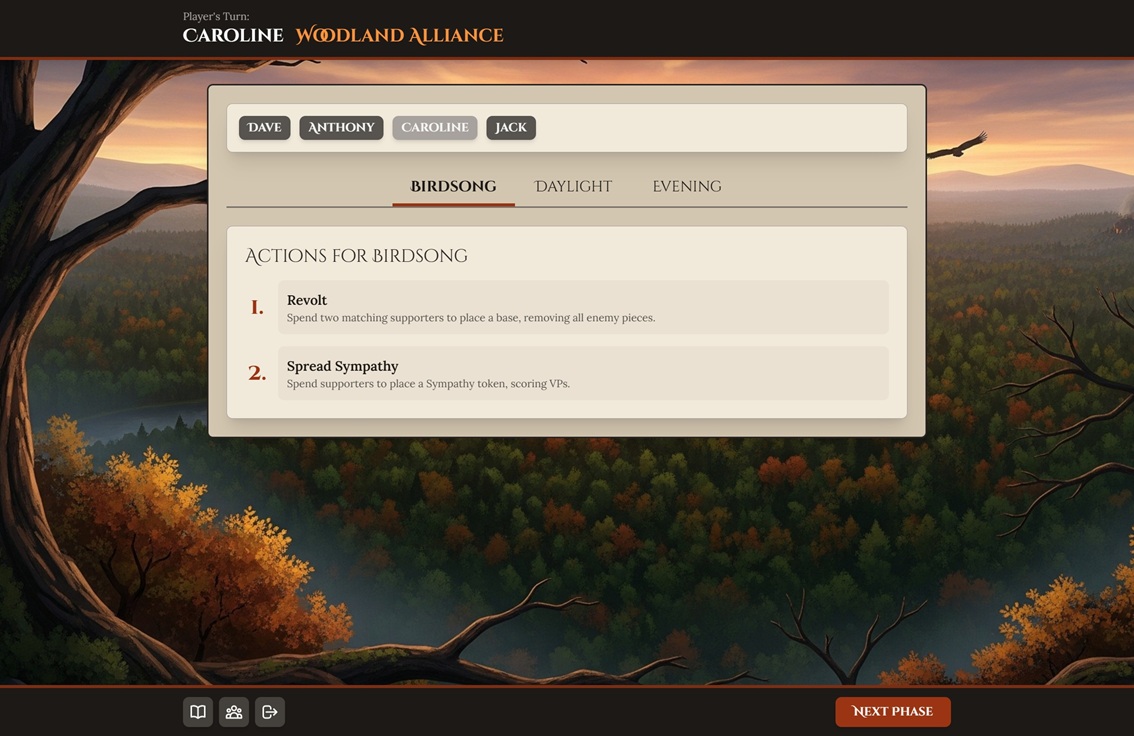 Player's Turn:
CAROLINE WOODLAND ALLIANCE
DAVE ANTHONY CAROLINE JACK
BIRDSONG DAYLIGHT EVENING
ACTIONS FOR BIRDSONG
1. Revolt
Spend two matching supporters to place a base, removing all enemy pieces.
2. Spread Sympathy
Spend supporters to place a Sympathy token, scoring VPs.
NEXT PHASE